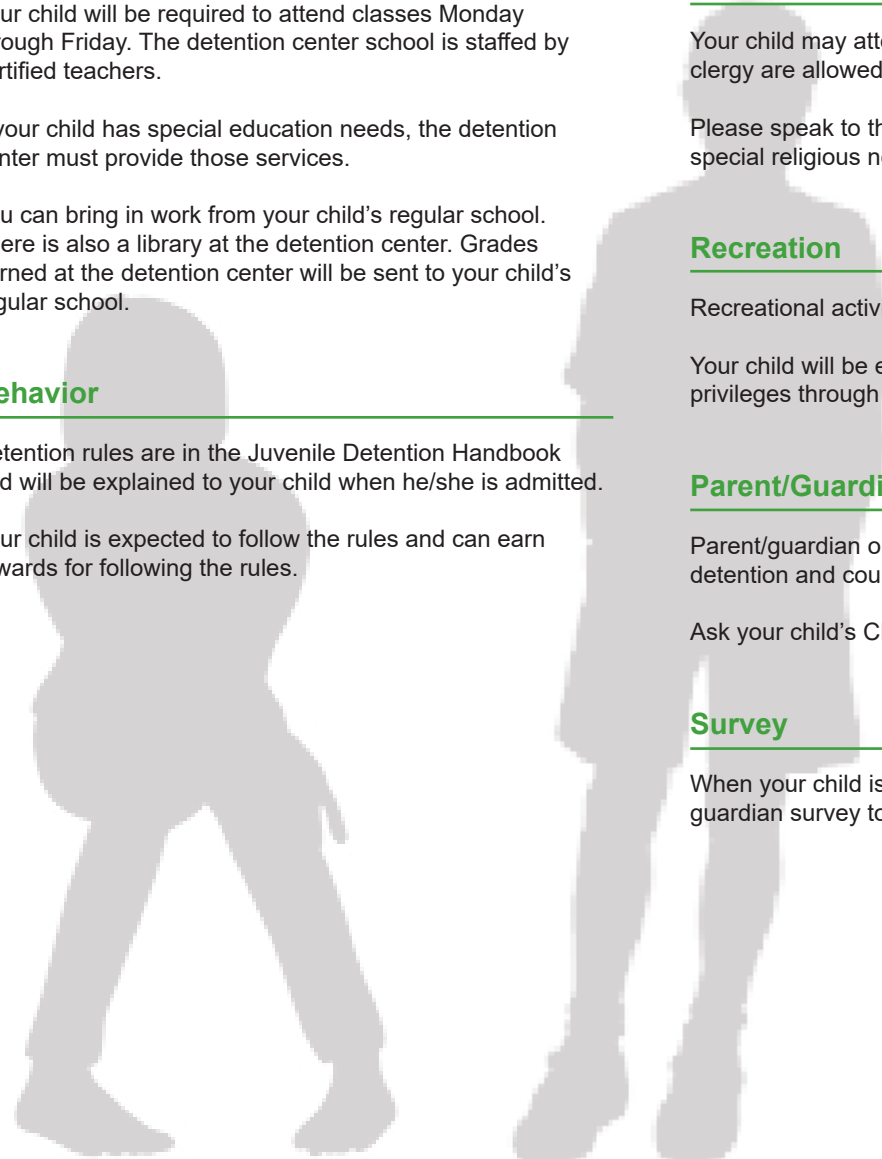 ur child will be required to attend classes Monday
rough Friday. The detention center school is staffed by
rtified teachers.
your child has special education needs, the detention
nter must provide those services.
u can bring in work from your child's regular school.
ere is also a library at the detention center. Grades
rned at the detention center will be sent to your child's
gular school.
ehavior
etention rules are in the Juvenile Detention Handbook
d will be explained to your child when he/she is admitted.
ur child is expected to follow the rules and can earn
wards for following the rules.
Your child may atte
clergy are allowed
Please speak to th
special religious ne
Recreation
Recreational activ
Your child will be e
privileges through
Parent/Guardi
Parent/guardian o
detention and cou
Ask your child's C
Survey
When your child is
guardian survey to